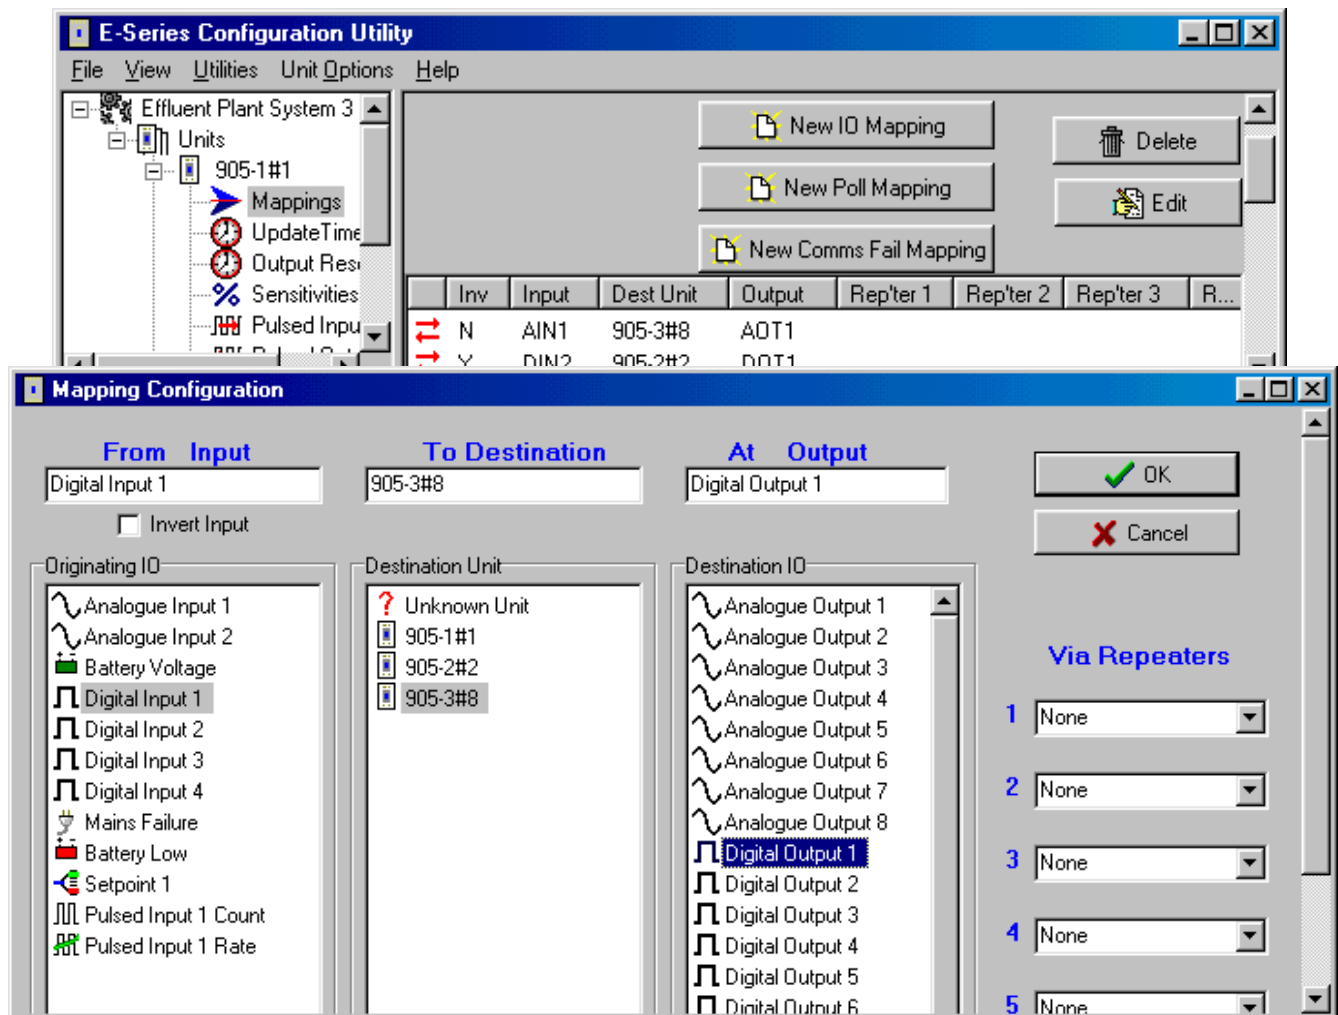 E-Series Configuration Utility
File View Utilities Unit Options Help
Effluent Plant System 3
Units
905-1#1
Mappings
UpdateTime
Output Res
Sensitivities
Pulsed Inpu
New IO Mapping
New Poll Mapping
New Comms Fail Mapping
Delete
Edit
Inv Input Dest Unit Output Rep'ter 1 Rep'ter 2 Rep'ter 3 R...
N AIN1 905-3#8 AOT1
Y DIN2 905-2#2 DOT1
Mapping Configuration
From Input
Digital Input 1
Invert Input
To Destination
905-3#8
At Output
Digital Output 1
OK
Cancel
Originating IO
Analogue Input 1
Analogue Input 2
Battery Voltage
Digital Input 1
Digital Input 2
Digital Input 3
Digital Input 4
Mains Failure
Battery Low
Setpoint 1
Pulsed Input 1 Count
Pulsed Input 1 Rate
Destination Unit
Unknown Unit
905-1#1
905-2#2
905-3#8
Destination IO
Analogue Output 1
Analogue Output 2
Analogue Output 3
Analogue Output 4
Analogue Output 5
Analogue Output 6
Analogue Output 7
Analogue Output 8
Digital Output 1
Digital Output 2
Digital Output 3
Digital Output 4
Digital Output 5
Digital Output 6
Via Repeaters
1 None
2 None
3 None
4 None
5 None